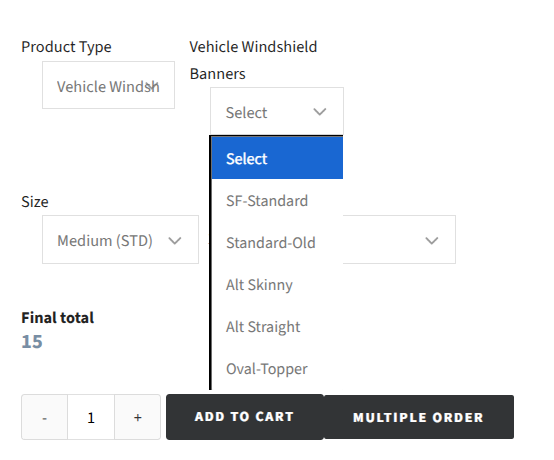 Product Type
Vehicle Windsh
Vehicle Windshield
Banners
Select
Select
SF-Standard
Standard-Old
Alt Skinny
Alt Straight
Oval-Topper
Size
Medium (STD)
Final total
15
- 1 +
ADD TO CART
MULTIPLE ORDER